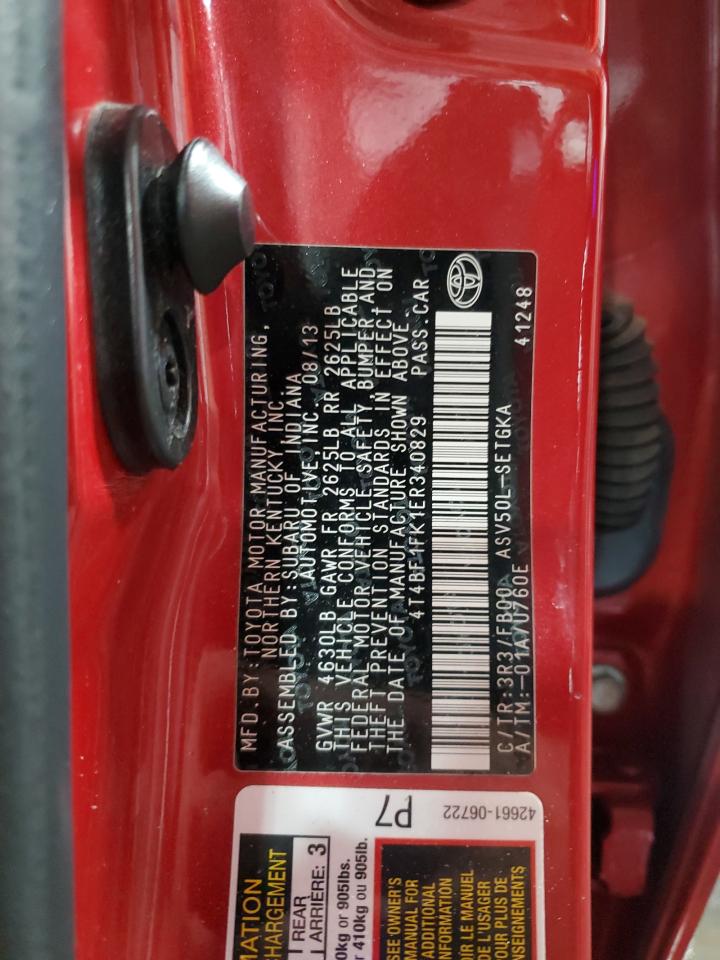 MFD.BY:TOYOTA MOTOR MANUFACTURING,
NORTHERN KENTUCKY INC.
ASSEMBLED BY:SUBARU OF INDIANA
AUTOMOTIVE,INC. 08/13
GVWR 4630LB GAWR FR 2625LB RR 2625LB
THIS VEHICLE CONFORMS TO ALL APPLICABLE
FEDERAL MOTOR VEHICLE SAFETY, BUMPER AND
THEFT PREVENTION STANDARDS IN EFFECT ON
THE DATE OF MANUFACTURE SHOWN ABOVE.
4T4BF1FK1ER340829 PASS.CAR
C/TR:3R3/FB00 ASV50L-SETGKA
A/TM:-01A/U760E 41248
P7
42661-06722
MATION
CHARGEMENT
REAR
ARRIÈRE: 3
0kg or 905lbs.
410kg ou 905lb.
SEE OWNER'S
MANUAL FOR
ADDITIONAL
INFORMATION
IR LE MANUEL
DE L'USAGER
PLUS DE
NSEIGNEMENTS